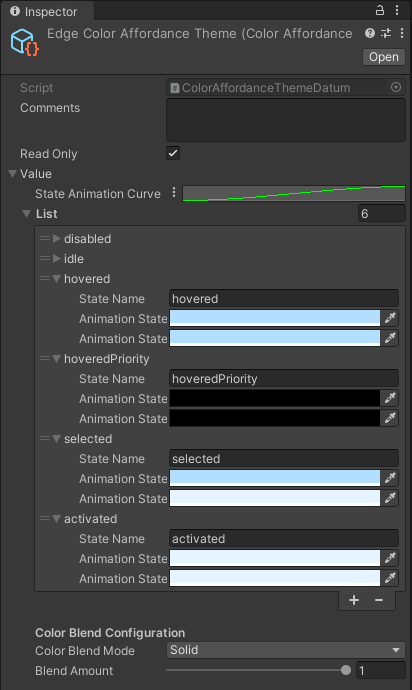 Inspector
Edge Color Affordance Theme (Color Affordance
Open
Script ColorAffordanceThemeDatum
Comments
Read Only
Value
State Animation Curve
List 6
disabled
idle
hovered
State Name hovered
Animation State
Animation State
hoveredPriority
State Name hoveredPriority
Animation State
Animation State
selected
State Name selected
Animation State
Animation State
activated
State Name activated
Animation State
Animation State
Color Blend Configuration
Color Blend Mode Solid
Blend Amount 1